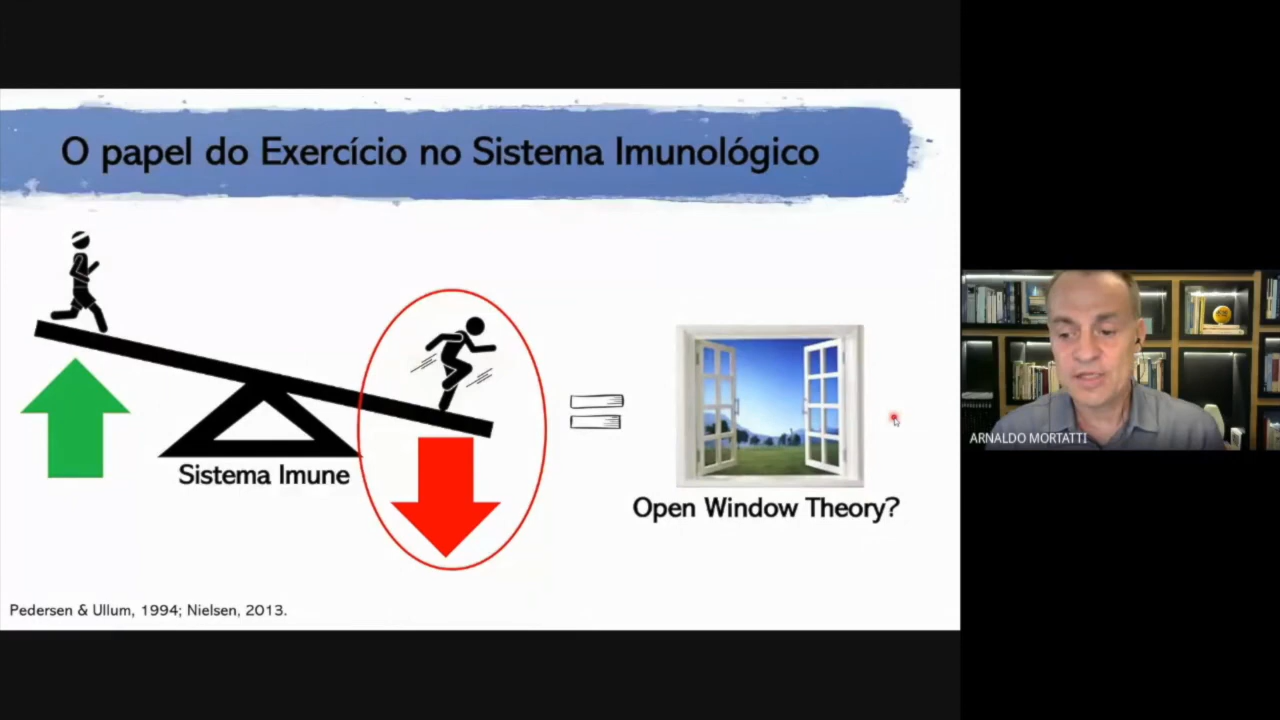 O papel do Exercício no Sistema Imunológico
Sistema Imune
Open Window Theory?
Pedersen & Ullum, 1994; Nielsen, 2013.
ARNALDO MORTATTI